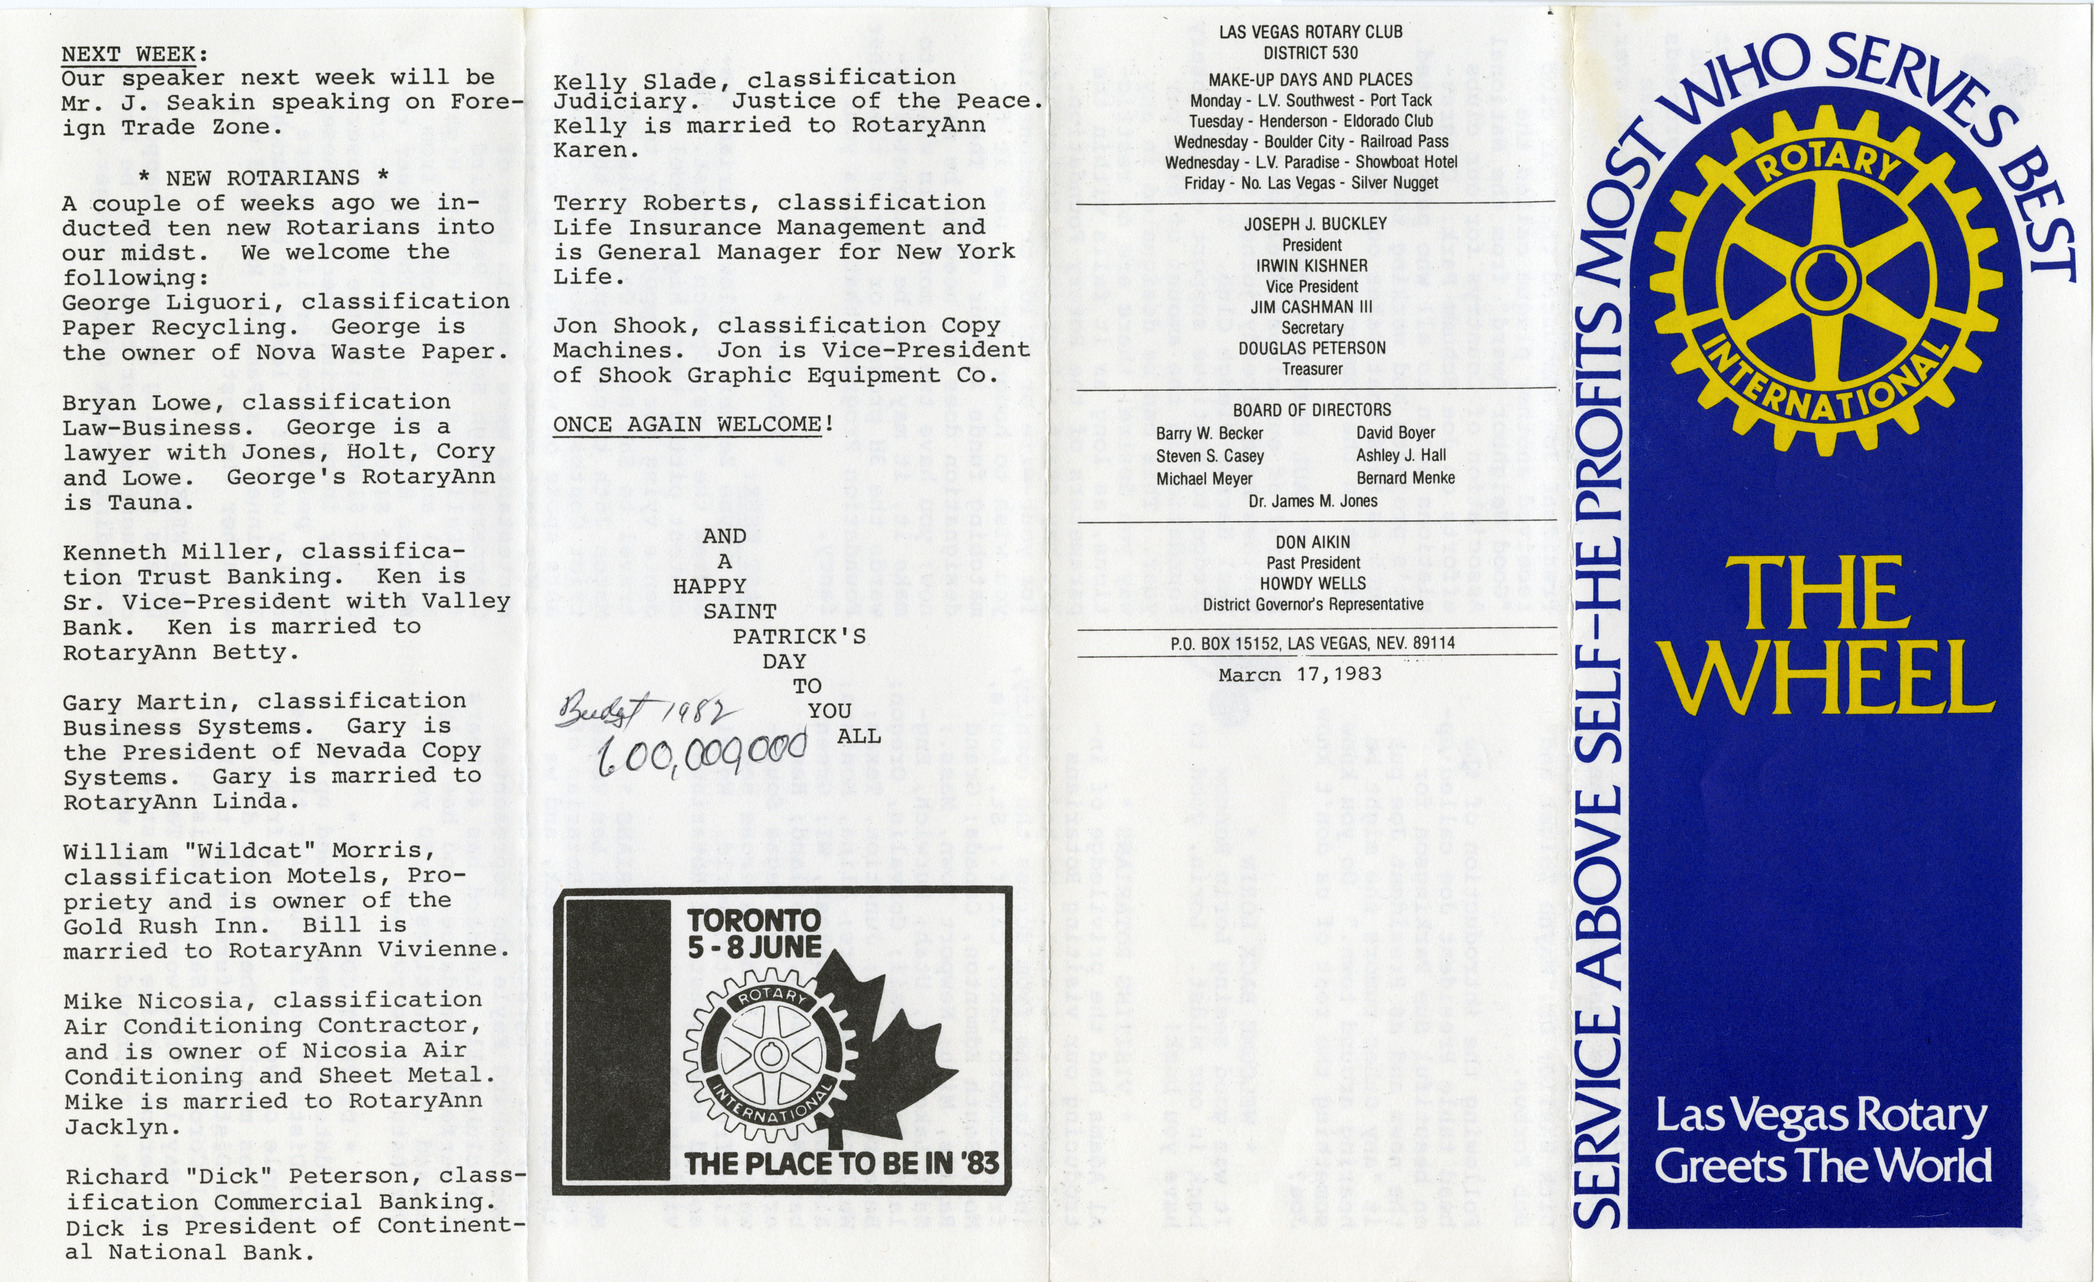 NEXT WEEK:
Our speaker next week will be
Mr. J. Seakin speaking on Fore-
ign Trade Zone.
* NEW ROTARIANS *
A couple of weeks ago we in-
ducted ten new Rotarians into
our midst. We welcome the
following:
George Liguori, classification
Paper Recycling. George is
the owner of Nova Waste Paper.
Bryan Lowe, classification
Law-Business. George is a
lawyer with Jones, Holt, Cory
and Lowe. George's RotaryAnn
is Tauna.
Kenneth Miller, classifica-
tion Trust Banking. Ken is
Sr. Vice-President with Valley
Bank. Ken is married to
RotaryAnn Betty.
Gary Martin, classification
Business Systems. Gary is
the President of Nevada Copy
Systems. Gary is married to
RotaryAnn Linda.
William "Wildcat" Morris,
classification Motels, Pro-
priety and is owner of the
Gold Rush Inn. Bill is
married to RotaryAnn Vivienne.
Mike Nicosia, classification
Air Conditioning Contractor,
and is owner of Nicosia Air
Conditioning and Sheet Metal.
Mike is married to RotaryAnn
Jacklyn.
Richard "Dick" Peterson, class-
ification Commercial Banking.
Dick is President of Continent-
al National Bank.
Kelly Slade, classification
Judiciary. Justice of the Peace.
Kelly is married to RotaryAnn
Karen.
Terry Roberts, classification
Life Insurance Management and
is General Manager for New York
Life.
Jon Shook, classification Copy
Machines. Jon is Vice-President
of Shook Graphic Equipment Co.
ONCE AGAIN WELCOME!
AND
A
HAPPY
SAINT
PATRICK'S
DAY
TO
YOU
ALL
Budgt 1982
600,000,000
TORONTO
5-8 JUNE
ROTARY
INTERNATIONAL
THE PLACE TO BE IN '83
LAS VEGAS ROTARY CLUB
DISTRICT 530
MAKE-UP DAYS AND PLACES
Monday - L.V. Southwest - Port Tack
Tuesday - Henderson - Eldorado Club
Wednesday - Boulder City - Railroad Pass
Wednesday - L.V. Paradise - Showboat Hotel
Friday - No. Las Vegas - Silver Nugget
JOSEPH J. BUCKLEY
President
IRWIN KISHNER
Vice President
JIM CASHMAN III
Secretary
DOUGLAS PETERSON
Treasurer
BOARD OF DIRECTORS
Barry W. Becker David Boyer
Steven S. Casey Ashley J. Hall
Michael Meyer Bernard Menke
Dr. James M. Jones
DON AIKIN
Past President
HOWDY WELLS
District Governor's Representative
P.O. BOX 15152, LAS VEGAS, NEV. 89114
March 17,1983
SERVICE ABOVE SELF-HE PROFITS MOST WHO SERVES BEST
ROTARY
INTERNATIONAL
THE
WHEEL
Las Vegas Rotary
Greets The World